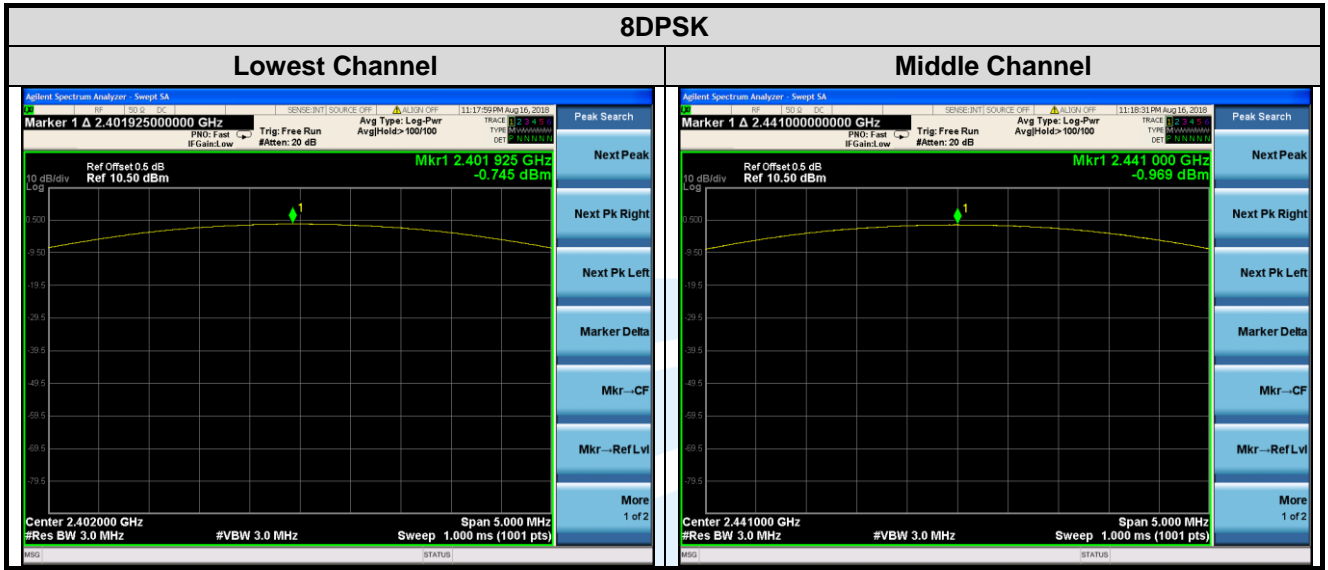 8DPSK
Lowest Channel
Middle Channel
Agilent Spectrum Analyzer - Swept SA
RF 50 Ω DC SENSE:INT SOURCE OFF ALIGN OFF 11:17:59 PM Aug 16, 2018
Marker 1 Δ 2.401925000000 GHz
PNO: Fast
IFGain:Low
Trig: Free Run
#Atten: 20 dB
Avg Type: Log-Pwr
Avg|Hold:> 100/100
TRACE 1 2 3 4 5 6
TYPE M
DET P N N N N N
Peak Search
Ref Offset 0.5 dB
Ref 10.50 dBm
10 dB/div
Log
Mkr1 2.401 925 GHz
-0.745 dBm
1
0.500
-9.50
-19.5
-29.5
-39.5
-49.5
-59.5
-69.5
-79.5
Next Peak
Next Pk Right
Next Pk Left
Marker Delta
Mkr→CF
Mkr→Ref Lvl
More
1 of 2
Center 2.402000 GHz
Span 5.000 MHz
#Res BW 3.0 MHz
#VBW 3.0 MHz
Sweep 1.000 ms (1001 pts)
MSG
STATUS
Agilent Spectrum Analyzer - Swept SA
RF 50 Ω DC SENSE:INT SOURCE OFF ALIGN OFF 11:18:31 PM Aug 16, 2018
Marker 1 Δ 2.441000000000 GHz
PNO: Fast
IFGain:Low
Trig: Free Run
#Atten: 20 dB
Avg Type: Log-Pwr
Avg|Hold:> 100/100
TRACE 1 2 3 4 5 6
TYPE M
DET P N N N N N
Peak Search
Ref Offset 0.5 dB
Ref 10.50 dBm
10 dB/div
Log
Mkr1 2.441 000 GHz
-0.969 dBm
1
0.500
-9.50
-19.5
-29.5
-39.5
-49.5
-59.5
-69.5
-79.5
Next Peak
Next Pk Right
Next Pk Left
Marker Delta
Mkr→CF
Mkr→Ref Lvl
More
1 of 2
Center 2.441000 GHz
Span 5.000 MHz
#Res BW 3.0 MHz
#VBW 3.0 MHz
Sweep 1.000 ms (1001 pts)
MSG
STATUS